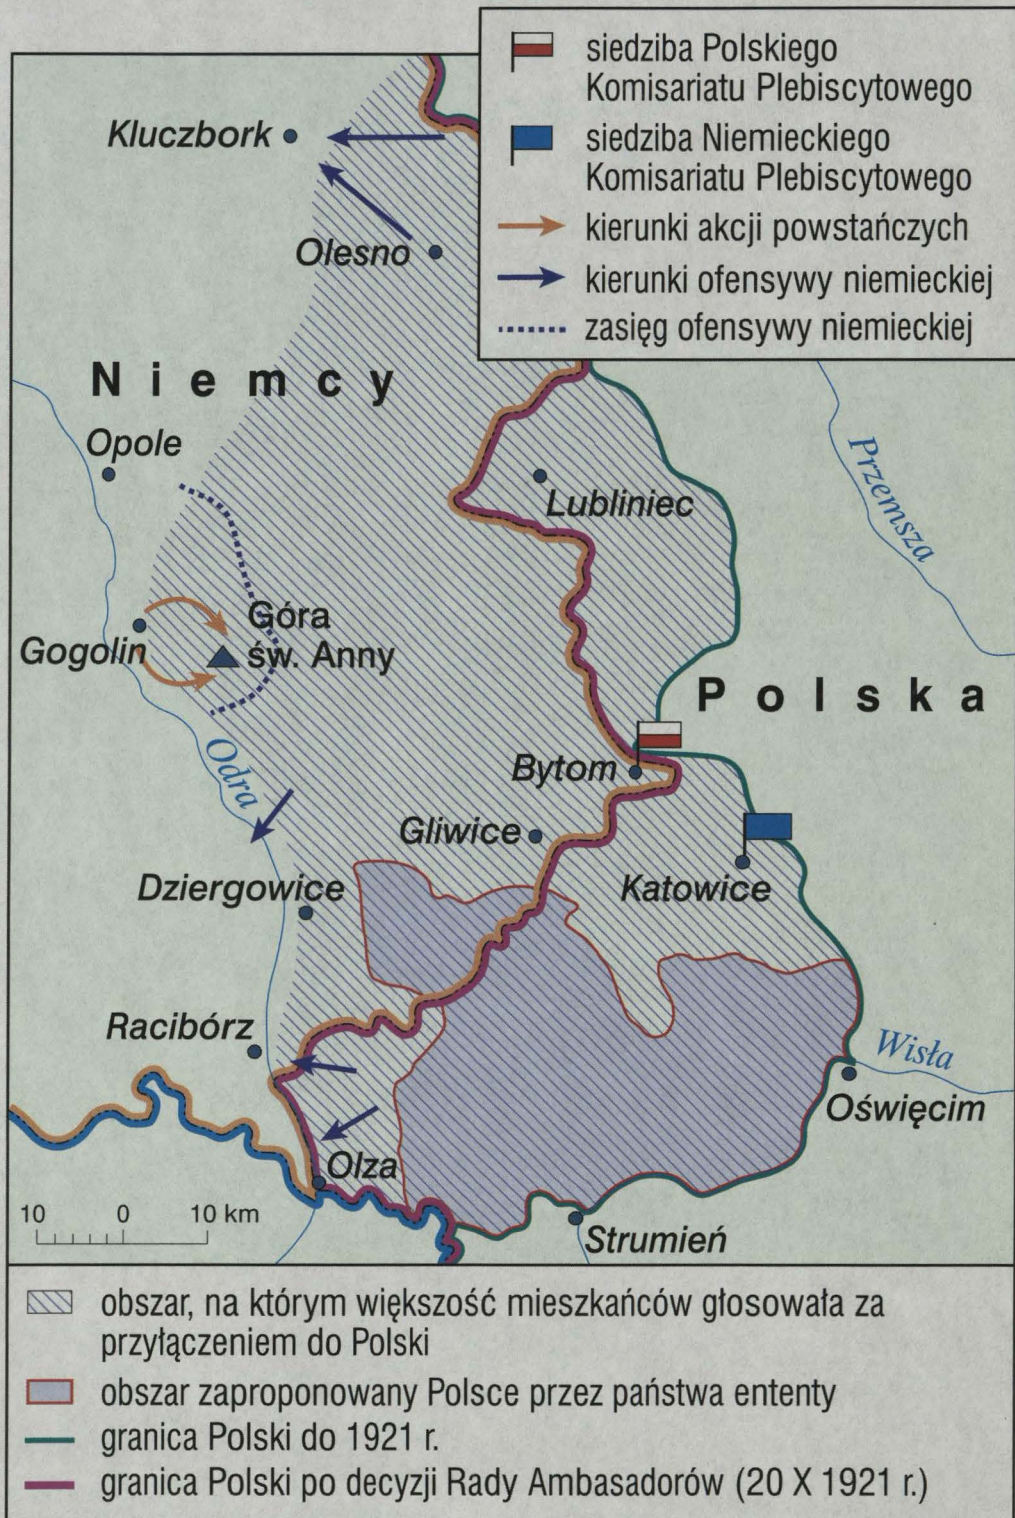 siedziba Polskiego
Komisariatu Plebiscytowego
siedziba Niemieckiego
Komisariatu Plebiscytowego
kierunki akcji powstańczych
kierunki ofensywy niemieckiej
zasięg ofensywy niemieckiej
Kluczbork
Olesno
Niemcy
Opole
Lubliniec
Przemsza
Góra
św. Anny
Gogolin
Polska
Odra
Bytom
Gliwice
Katowice
Dziergowice
Racibórz
Wisła
Oświęcim
Olza
10 0 10 km
Strumień
obszar, na którym większość mieszkańców głosowała za
przyłączeniem do Polski
obszar zaproponowany Polsce przez państwa ententy
granica Polski do 1921 r.
granica Polski po decyzji Rady Ambasadorów (20 X 1921 r.)